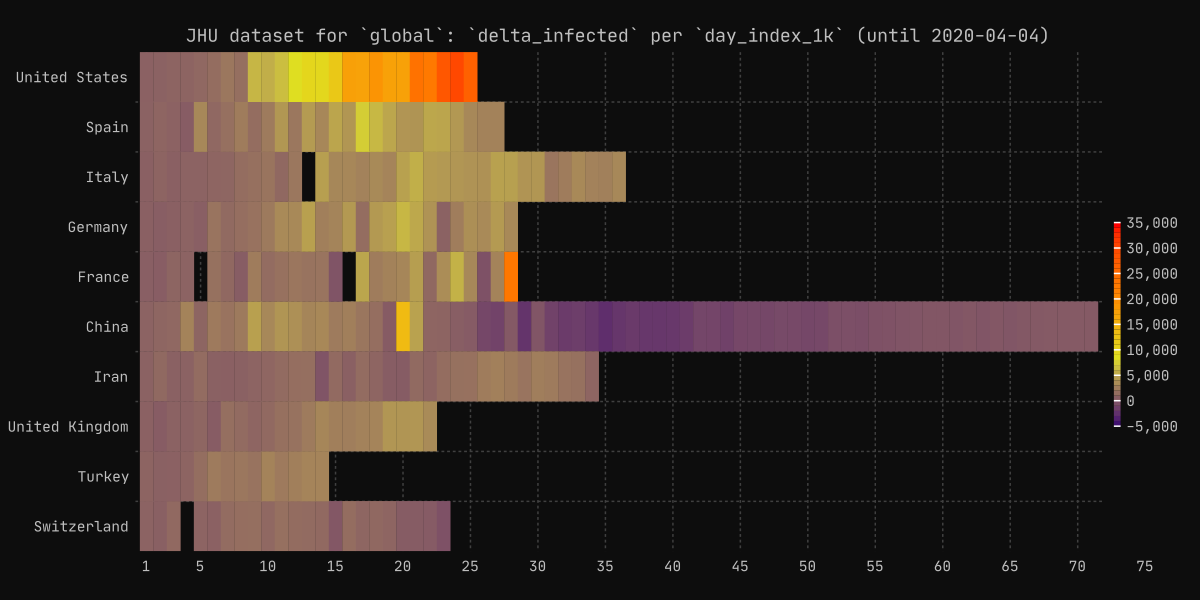 JHU dataset for `global`: `delta_infected` per `day_index_1k` (until 2020-04-04)
United States
Spain
Italy
Germany
France
China
Iran
United Kingdom
Turkey
Switzerland
1 5 10 15 20 25 30 35 40 45 50 55 60 65 70 75
35,000
30,000
25,000
20,000
15,000
10,000
5,000
0
−5,000